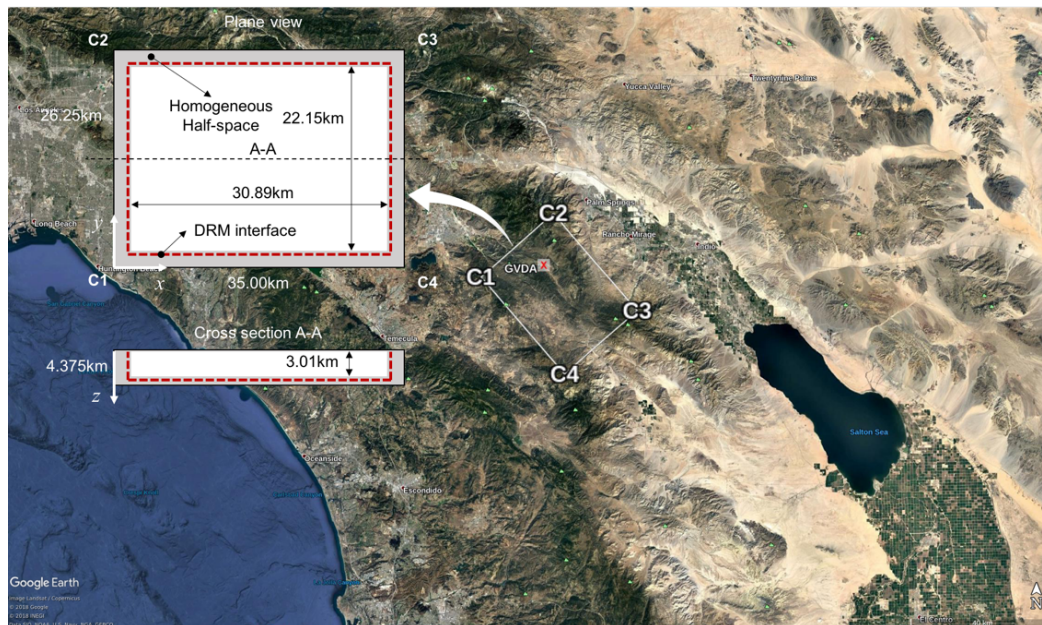 Plane view
C2
C3
Homogeneous
Half-space
26.25km
22.15km
A-A
30.89km
DRM interface
y
x
C1
35.00km
C4
Cross section A-A
4.375km
3.01km
z
Twentynine Palms
Yucca Valley
Long Beach
Palm Springs
Rancho Mirage
Indio
C2
GVDA
X
C1
C3
C4
Temecula
Salton Sea
Oceanside
Escondido
El Centro
Google Earth
Image Landsat / Copernicus
© 2018 Google
© 2018 INEGI
N